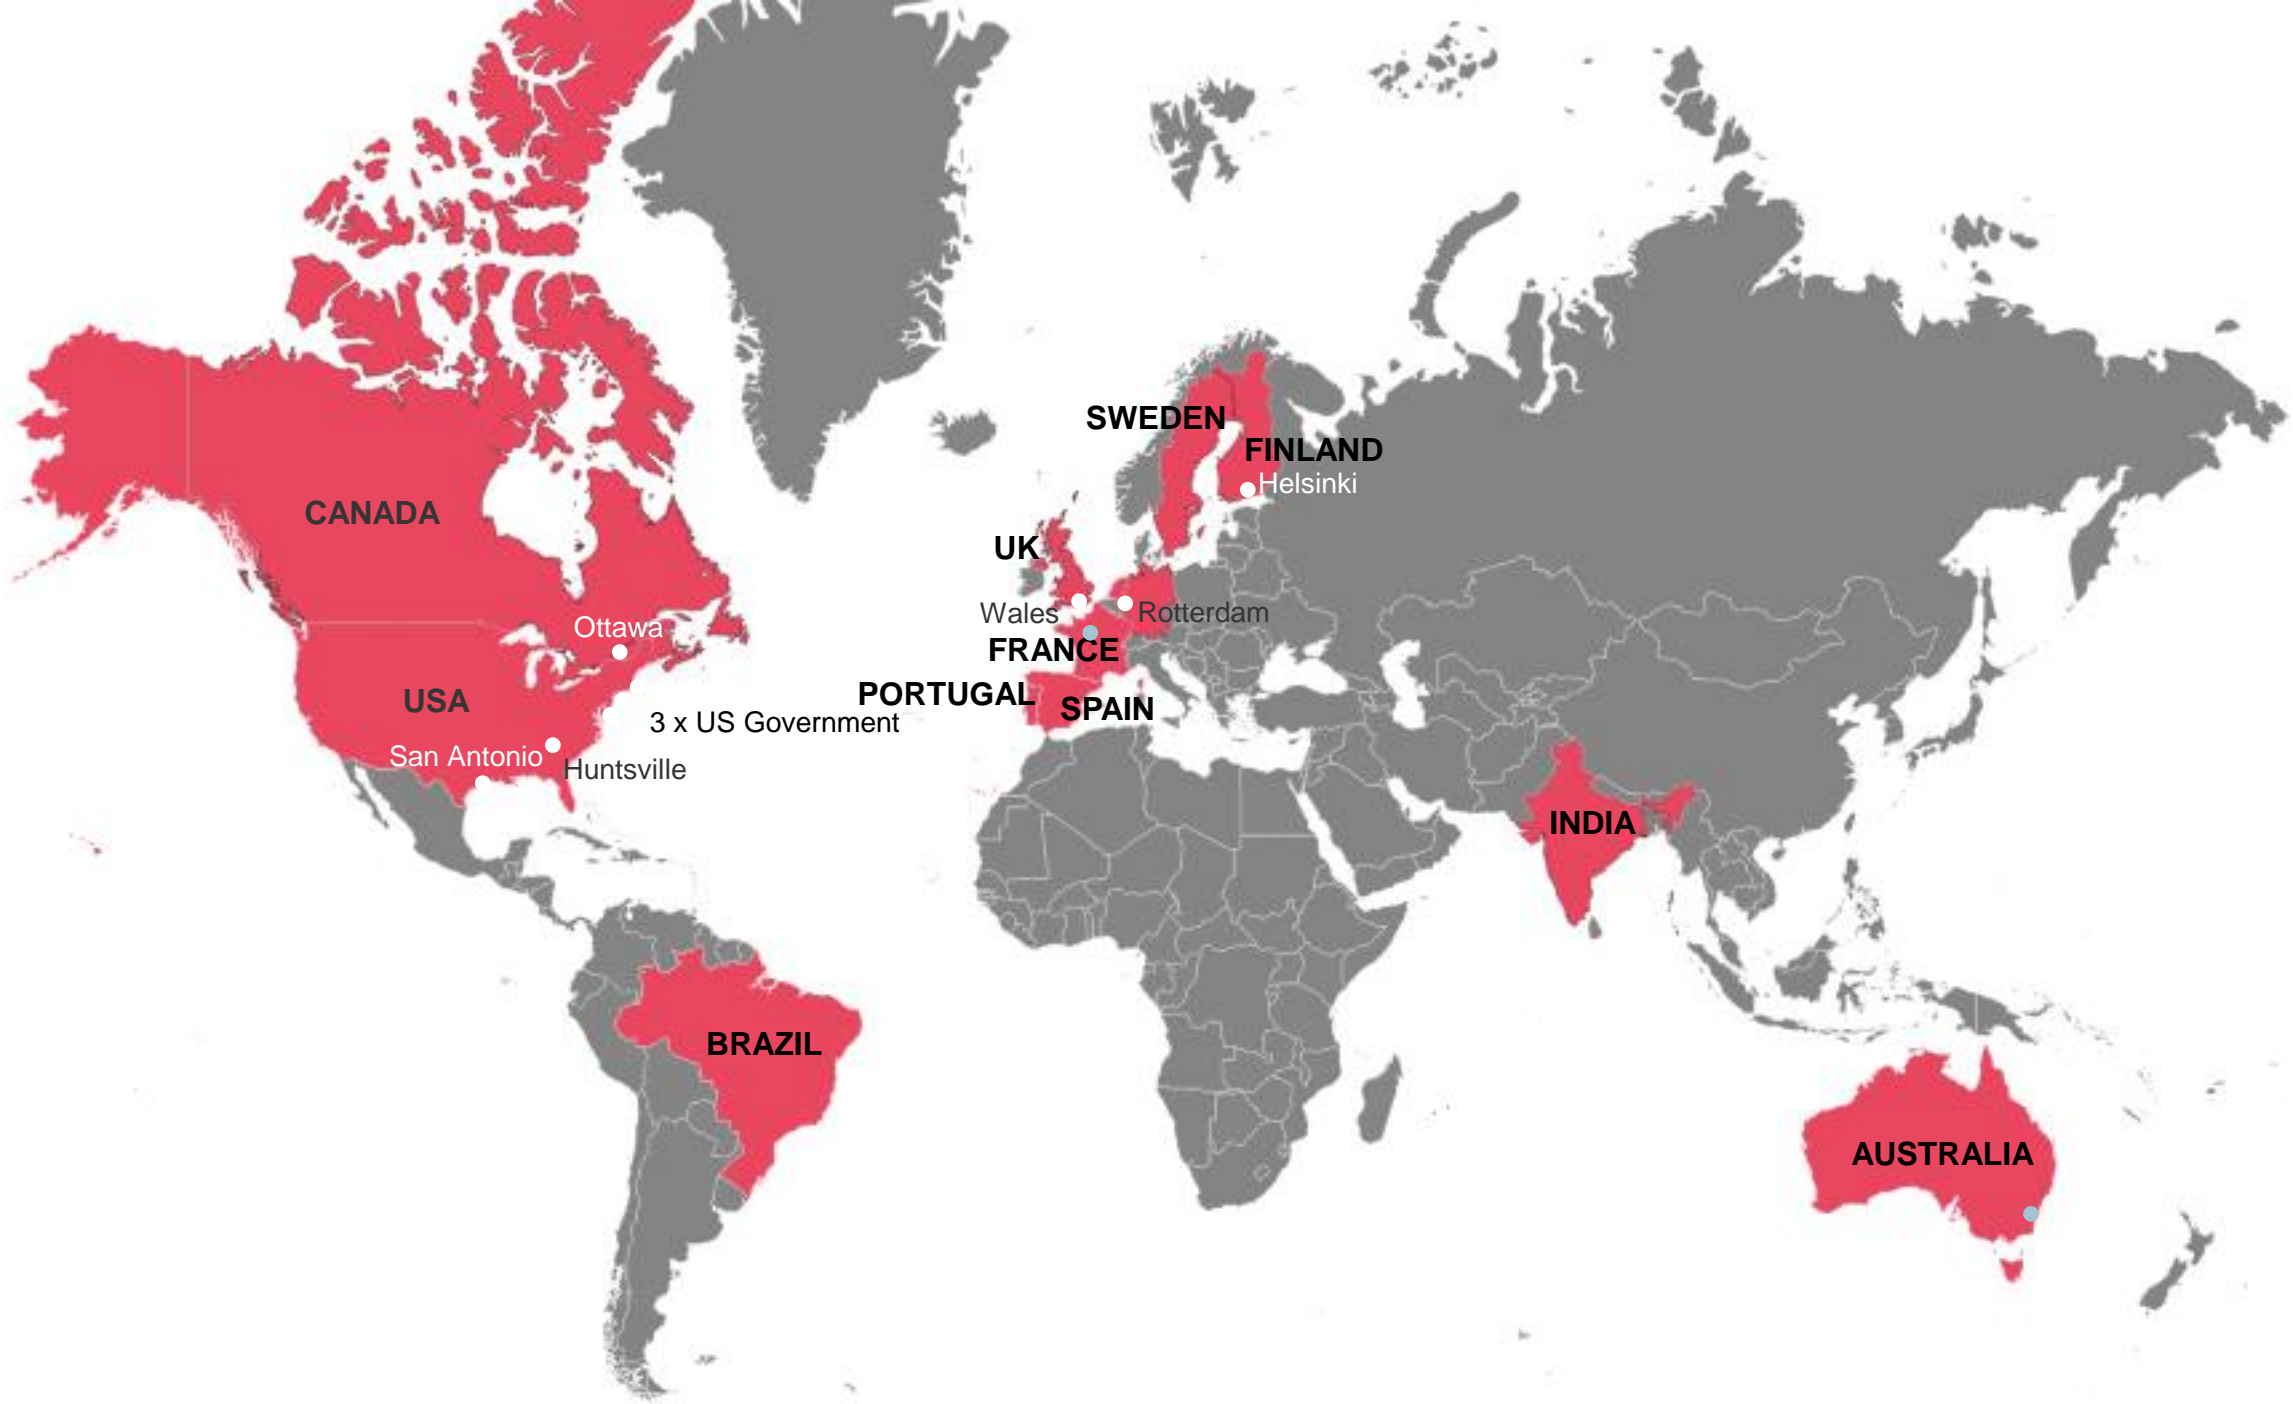 SWEDEN
FINLAND
Helsinki
CANADA
UK
Wales
Rotterdam
Ottawa
FRANCE
PORTUGAL
SPAIN
USA
3 x US Government
San Antonio
Huntsville
INDIA
BRAZIL
AUSTRALIA